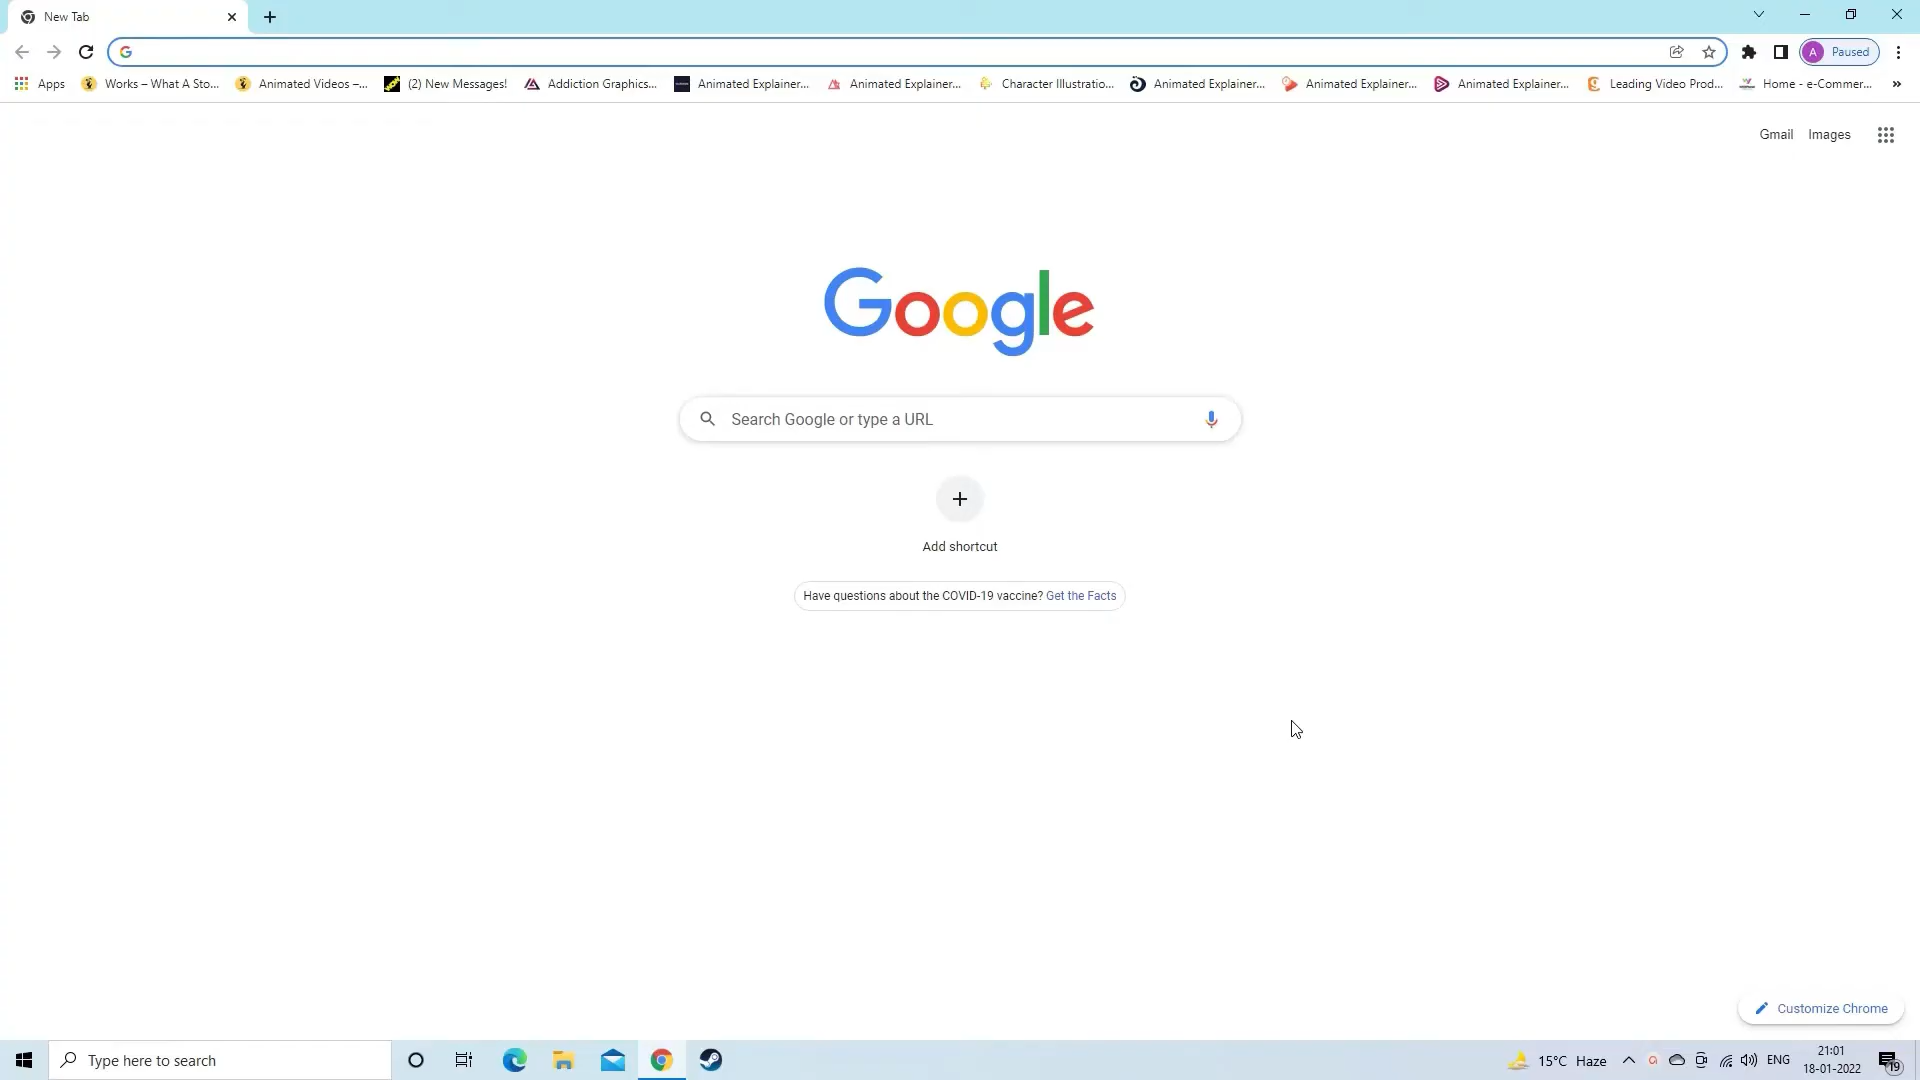 New Tab
Paused
Apps
Works – What A Sto...
Animated Videos –...
(2) New Messages!
Addiction Graphics...
Animated Explainer...
Animated Explainer...
Character Illustratio...
Animated Explainer...
Animated Explainer...
Animated Explainer...
Leading Video Prod...
Home - e-Commer...
»
Gmail
Images
Google
Search Google or type a URL
Add shortcut
Have questions about the COVID-19 vaccine? Get the Facts
Customize Chrome
Type here to search
15°C Haze
ENG
21:01
18-01-2022
19